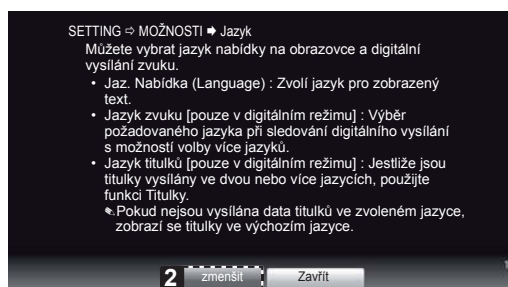 SETTING ⇨ MOŽNOSTI ➡ Jazyk
Můžete vybrat jazyk nabídky na obrazovce a digitální
vysílání zvuku.
• Jaz. Nabídka (Language) : Zvolí jazyk pro zobrazený
text.
• Jazyk zvuku [pouze v digitálním režimu] : Výběr
požadovaného jazyka při sledování digitálního vysílání
s možností volby více jazyků.
• Jazyk titulků [pouze v digitálním režimu] : Jestliže jsou
titulky vysílány ve dvou nebo více jazycích, použijte
funkci Titulky.
✎Pokud nejsou vysílána data titulků ve zvoleném jazyce,
zobrazí se titulky ve výchozím jazyce.
2 zmenšit Zavřít